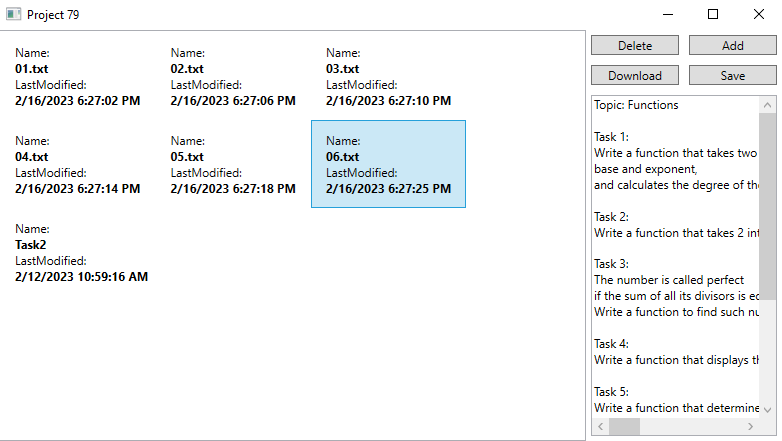 Project 79
Name:
01.txt
LastModified:
2/16/2023 6:27:02 PM
Name:
02.txt
LastModified:
2/16/2023 6:27:06 PM
Name:
03.txt
LastModified:
2/16/2023 6:27:10 PM
Name:
04.txt
LastModified:
2/16/2023 6:27:14 PM
Name:
05.txt
LastModified:
2/16/2023 6:27:18 PM
Name:
06.txt
LastModified:
2/16/2023 6:27:25 PM
Name:
Task2
LastModified:
2/12/2023 10:59:16 AM
Delete
Add
Download
Save
Topic: Functions
Task 1:
Write a function that takes two
base and exponent,
and calculates the degree of
Task 2:
Write a function that takes 2
Task 3:
The number is called perfect
if the sum of all its divisors is
Write a function to find such
Task 4:
Write a function that displays
Task 5:
Write a function that determine